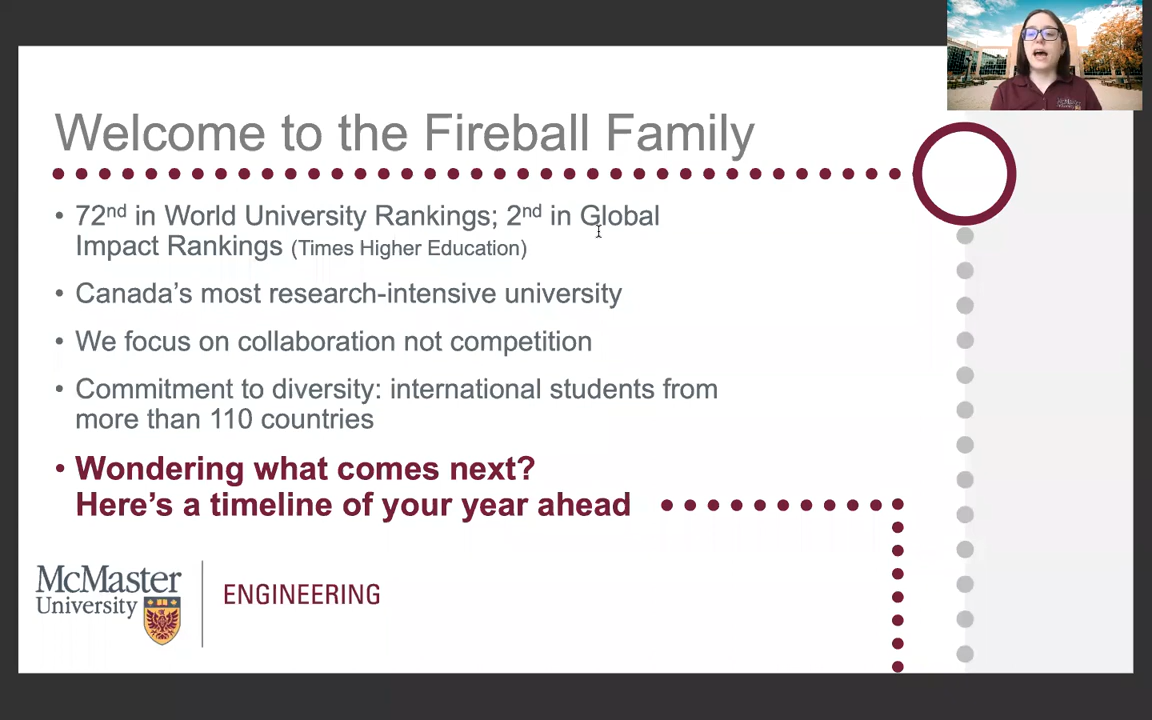 Welcome to the Fireball Family
• 72nd in World University Rankings; 2nd in Global
Impact Rankings (Times Higher Education)
• Canada's most research-intensive university
• We focus on collaboration not competition
• Commitment to diversity: international students from
more than 110 countries
• Wondering what comes next?
Here's a timeline of your year ahead
McMaster
University
ENGINEERING